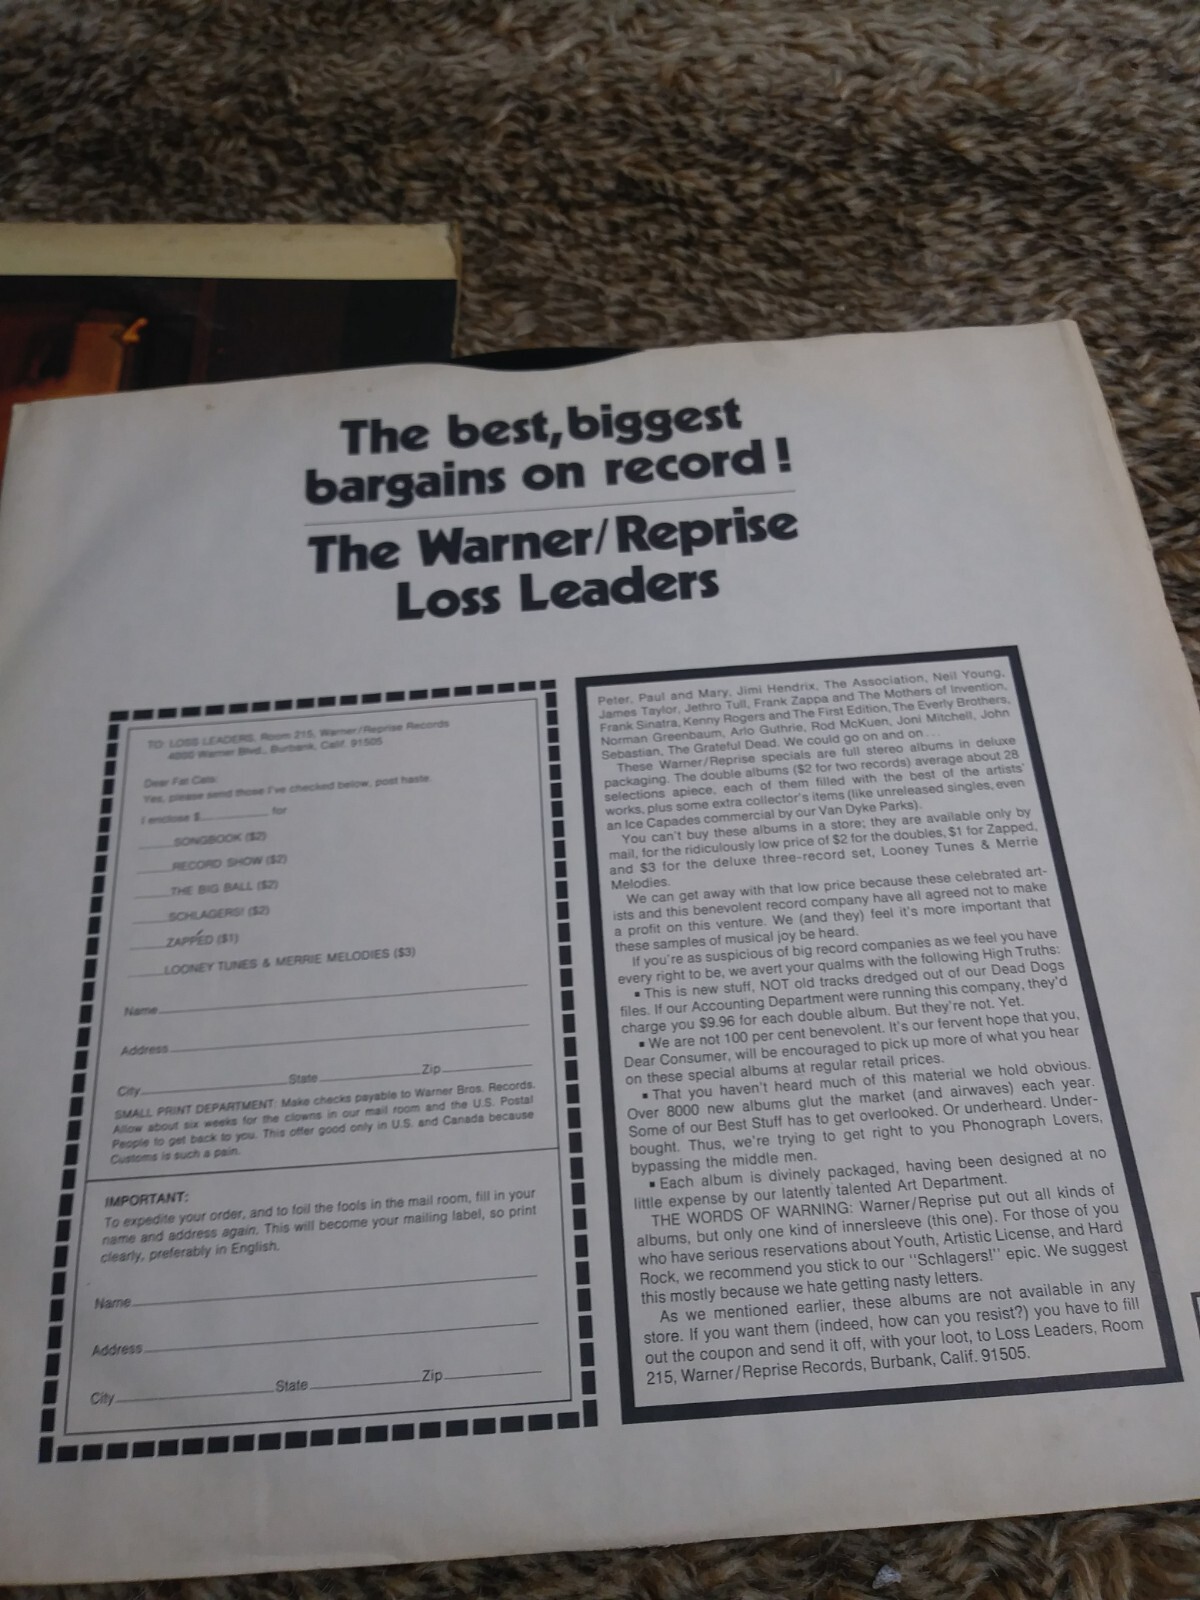 The best, biggest
bargains on record!
The Warner/Reprise
Loss Leaders
TO: LOSS LEADERS, Room 215, Warner/Reprise Records
4000 Warner Blvd., Burbank, Calif. 91505
Dear Fat Cats:
Yes, please send those I've checked below, post haste.
I enclose $__________ for
______SONGBOOK ($2)
______RECORD SHOW ($2)
______THE BIG BALL ($2)
______SCHLAGERS! ($2)
______ZAPPED ($1)
______LOONEY TUNES & MERRIE MELODIES ($3)
Name
Address
City State Zip
SMALL PRINT DEPARTMENT: Make checks payable to Warner Bros. Records.
Allow about six weeks for the clowns in our mail room and the U.S. Postal
People to get back to you. This offer good only in U.S. and Canada because
Customs is such a pain.
IMPORTANT:
To expedite your order, and to foil the fools in the mail room, fill in your
name and address again. This will become your mailing label, so print
clearly, preferably in English.
Name
Address
City State Zip
Peter, Paul and Mary, Jimi Hendrix, The Association, Neil Young,
James Taylor, Jethro Tull, Frank Zappa and The Mothers of Invention,
Frank Sinatra, Kenny Rogers and The First Edition, The Everly Brothers,
Norman Greenbaum, Arlo Guthrie, Rod McKuen, Joni Mitchell, John
Sebastian, The Grateful Dead. We could go on and on...
These Warner/Reprise specials are full stereo albums in deluxe
packaging. The double albums ($2 for two records) average about 28
selections apiece, each of them filled with the best of the artists'
works, plus some extra collector's items (like unreleased singles, even
an Ice Capades commercial by our Van Dyke Parks).
You can't buy these albums in a store; they are available only by
mail, for the ridiculously low price of $2 for the doubles, $1 for Zapped,
and $3 for the deluxe three-record set, Looney Tunes & Merrie
Melodies.
We can get away with that low price because these celebrated art-
ists and this benevolent record company have all agreed not to make
a profit on this venture. We (and they) feel it's more important that
these samples of musical joy be heard.
If you're as suspicious of big record companies as we feel you have
every right to be, we avert your qualms with the following High Truths:
▪ This is new stuff, NOT old tracks dredged out of our Dead Dogs
files. If our Accounting Department were running this company, they'd
charge you $9.96 for each double album. But they're not. Yet.
▪ We are not 100 per cent benevolent. It's our fervent hope that you,
Dear Consumer, will be encouraged to pick up more of what you hear
on these special albums at regular retail prices.
▪ That you haven't heard much of this material we hold obvious.
Over 8000 new albums glut the market (and airwaves) each year.
Some of our Best Stuff has to get overlooked. Or underheard. Under-
bought. Thus, we're trying to get right to you Phonograph Lovers,
bypassing the middle men.
▪ Each album is divinely packaged, having been designed at no
little expense by our latently talented Art Department.
THE WORDS OF WARNING: Warner/Reprise put out all kinds of
albums, but only one kind of innersleeve (this one). For those of you
who have serious reservations about Youth, Artistic License, and Hard
Rock, we recommend you stick to our "Schlagers!" epic. We suggest
this mostly because we hate getting nasty letters.
As we mentioned earlier, these albums are not available in any
store. If you want them (indeed, how can you resist?) you have to fill
out the coupon and send it off, with your loot, to Loss Leaders, Room
215, Warner/Reprise Records, Burbank, Calif. 91505.